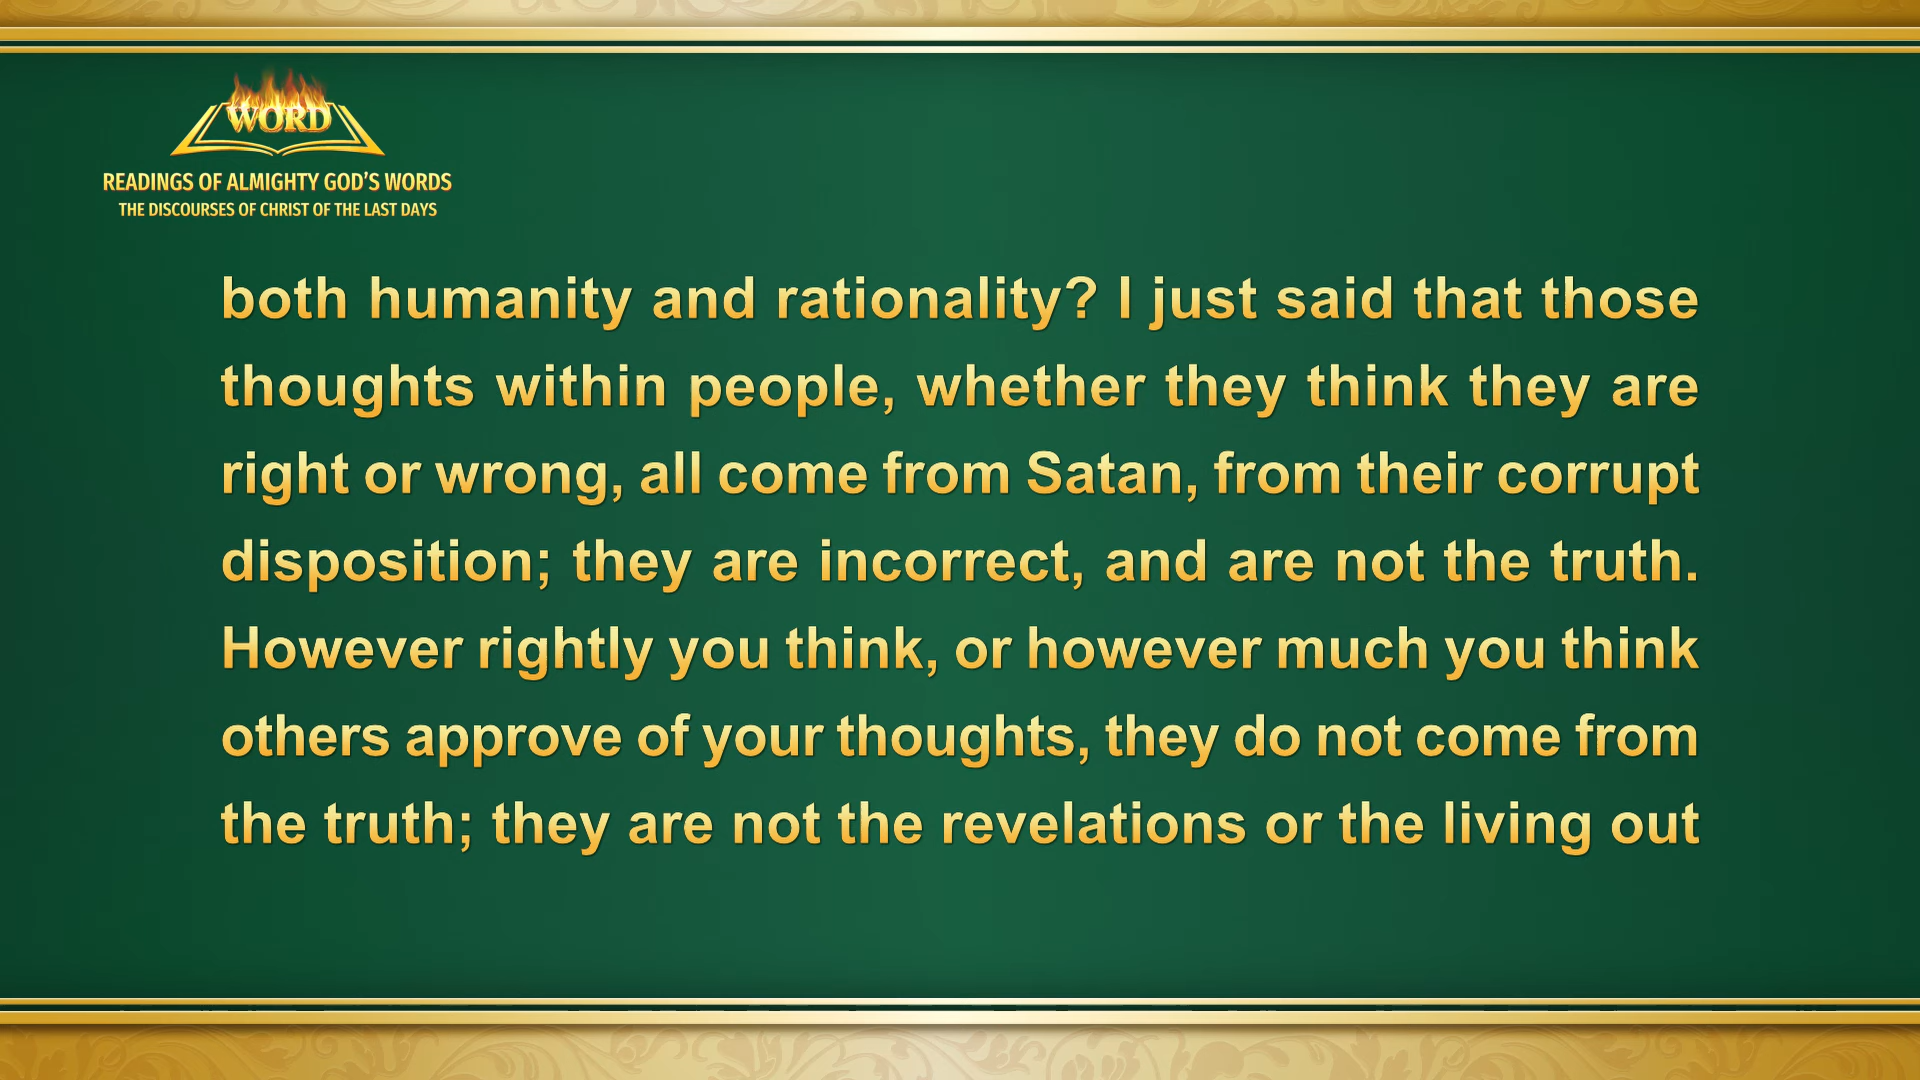 WORD
READINGS OF ALMIGHTY GOD'S WORDS
THE DISCOURSES OF CHRIST OF THE LAST DAYS
both humanity and rationality? I just said that those
thoughts within people, whether they think they are
right or wrong, all come from Satan, from their corrupt
disposition; they are incorrect, and are not the truth.
However rightly you think, or however much you think
others approve of your thoughts, they do not come from
the truth; they are not the revelations or the living out